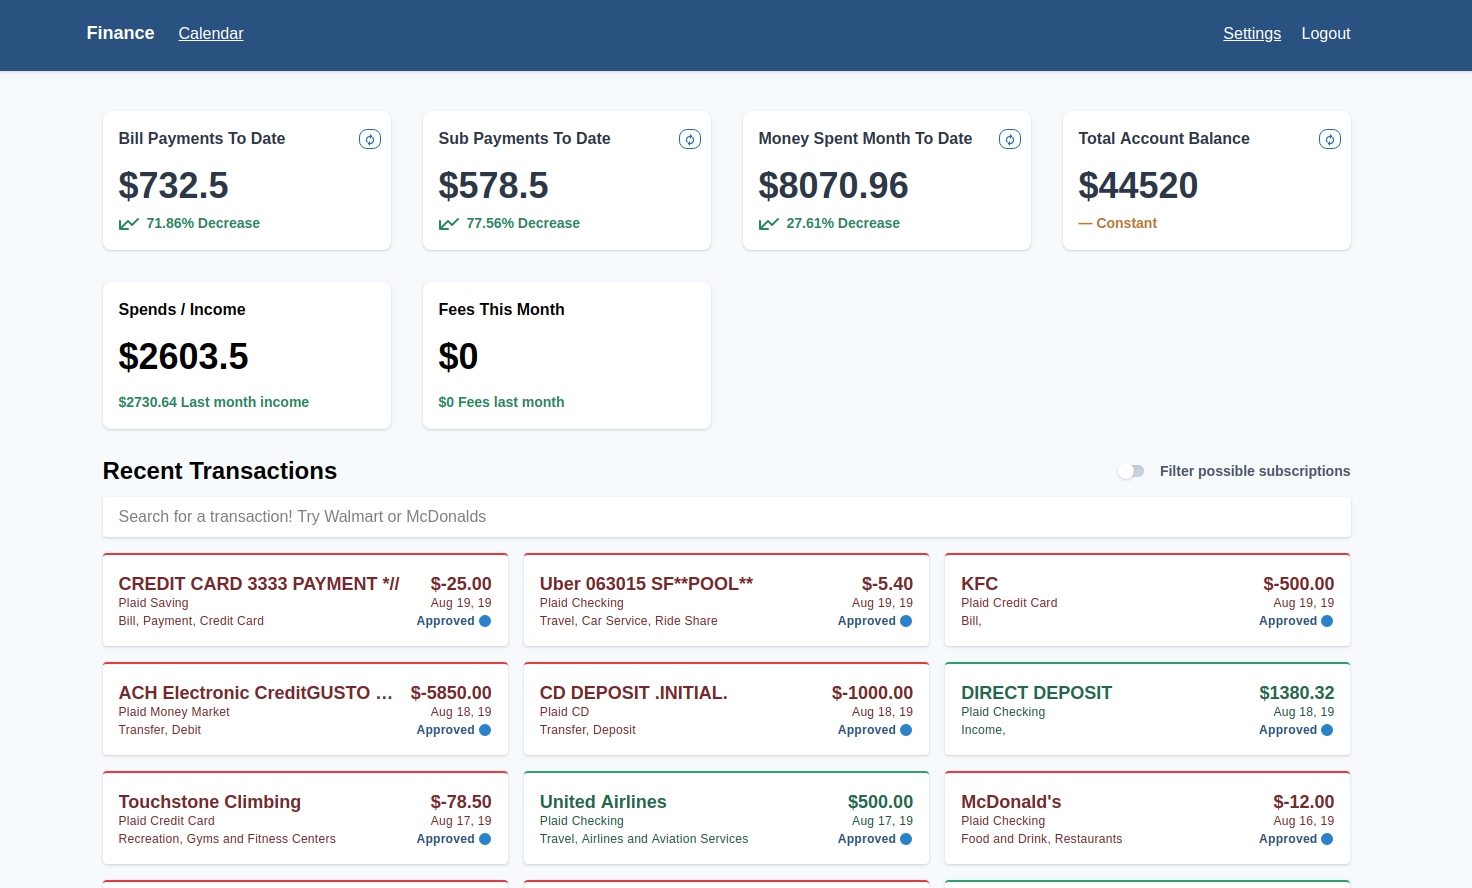 Finance Calendar Settings Logout
Bill Payments To Date
$732.5
71.86% Decrease
Sub Payments To Date
$578.5
77.56% Decrease
Money Spent Month To Date
$8070.96
27.61% Decrease
Total Account Balance
$44520
— Constant
Spends / Income
$2603.5
$2730.64 Last month income
Fees This Month
$0
$0 Fees last month
Recent Transactions
Filter possible subscriptions
Search for a transaction! Try Walmart or McDonalds
CREDIT CARD 3333 PAYMENT *// $-25.00
Plaid Saving Aug 19, 19
Bill, Payment, Credit Card Approved
Uber 063015 SF**POOL** $-5.40
Plaid Checking Aug 19, 19
Travel, Car Service, Ride Share Approved
KFC $-500.00
Plaid Credit Card Aug 19, 19
Bill, Approved
ACH Electronic CreditGUSTO … $-5850.00
Plaid Money Market Aug 18, 19
Transfer, Debit Approved
CD DEPOSIT .INITIAL. $-1000.00
Plaid CD Aug 18, 19
Transfer, Deposit Approved
DIRECT DEPOSIT $1380.32
Plaid Checking Aug 18, 19
Income, Approved
Touchstone Climbing $-78.50
Plaid Credit Card Aug 17, 19
Recreation, Gyms and Fitness Centers Approved
United Airlines $500.00
Plaid Checking Aug 17, 19
Travel, Airlines and Aviation Services Approved
McDonald's $-12.00
Plaid Checking Aug 16, 19
Food and Drink, Restaurants Approved